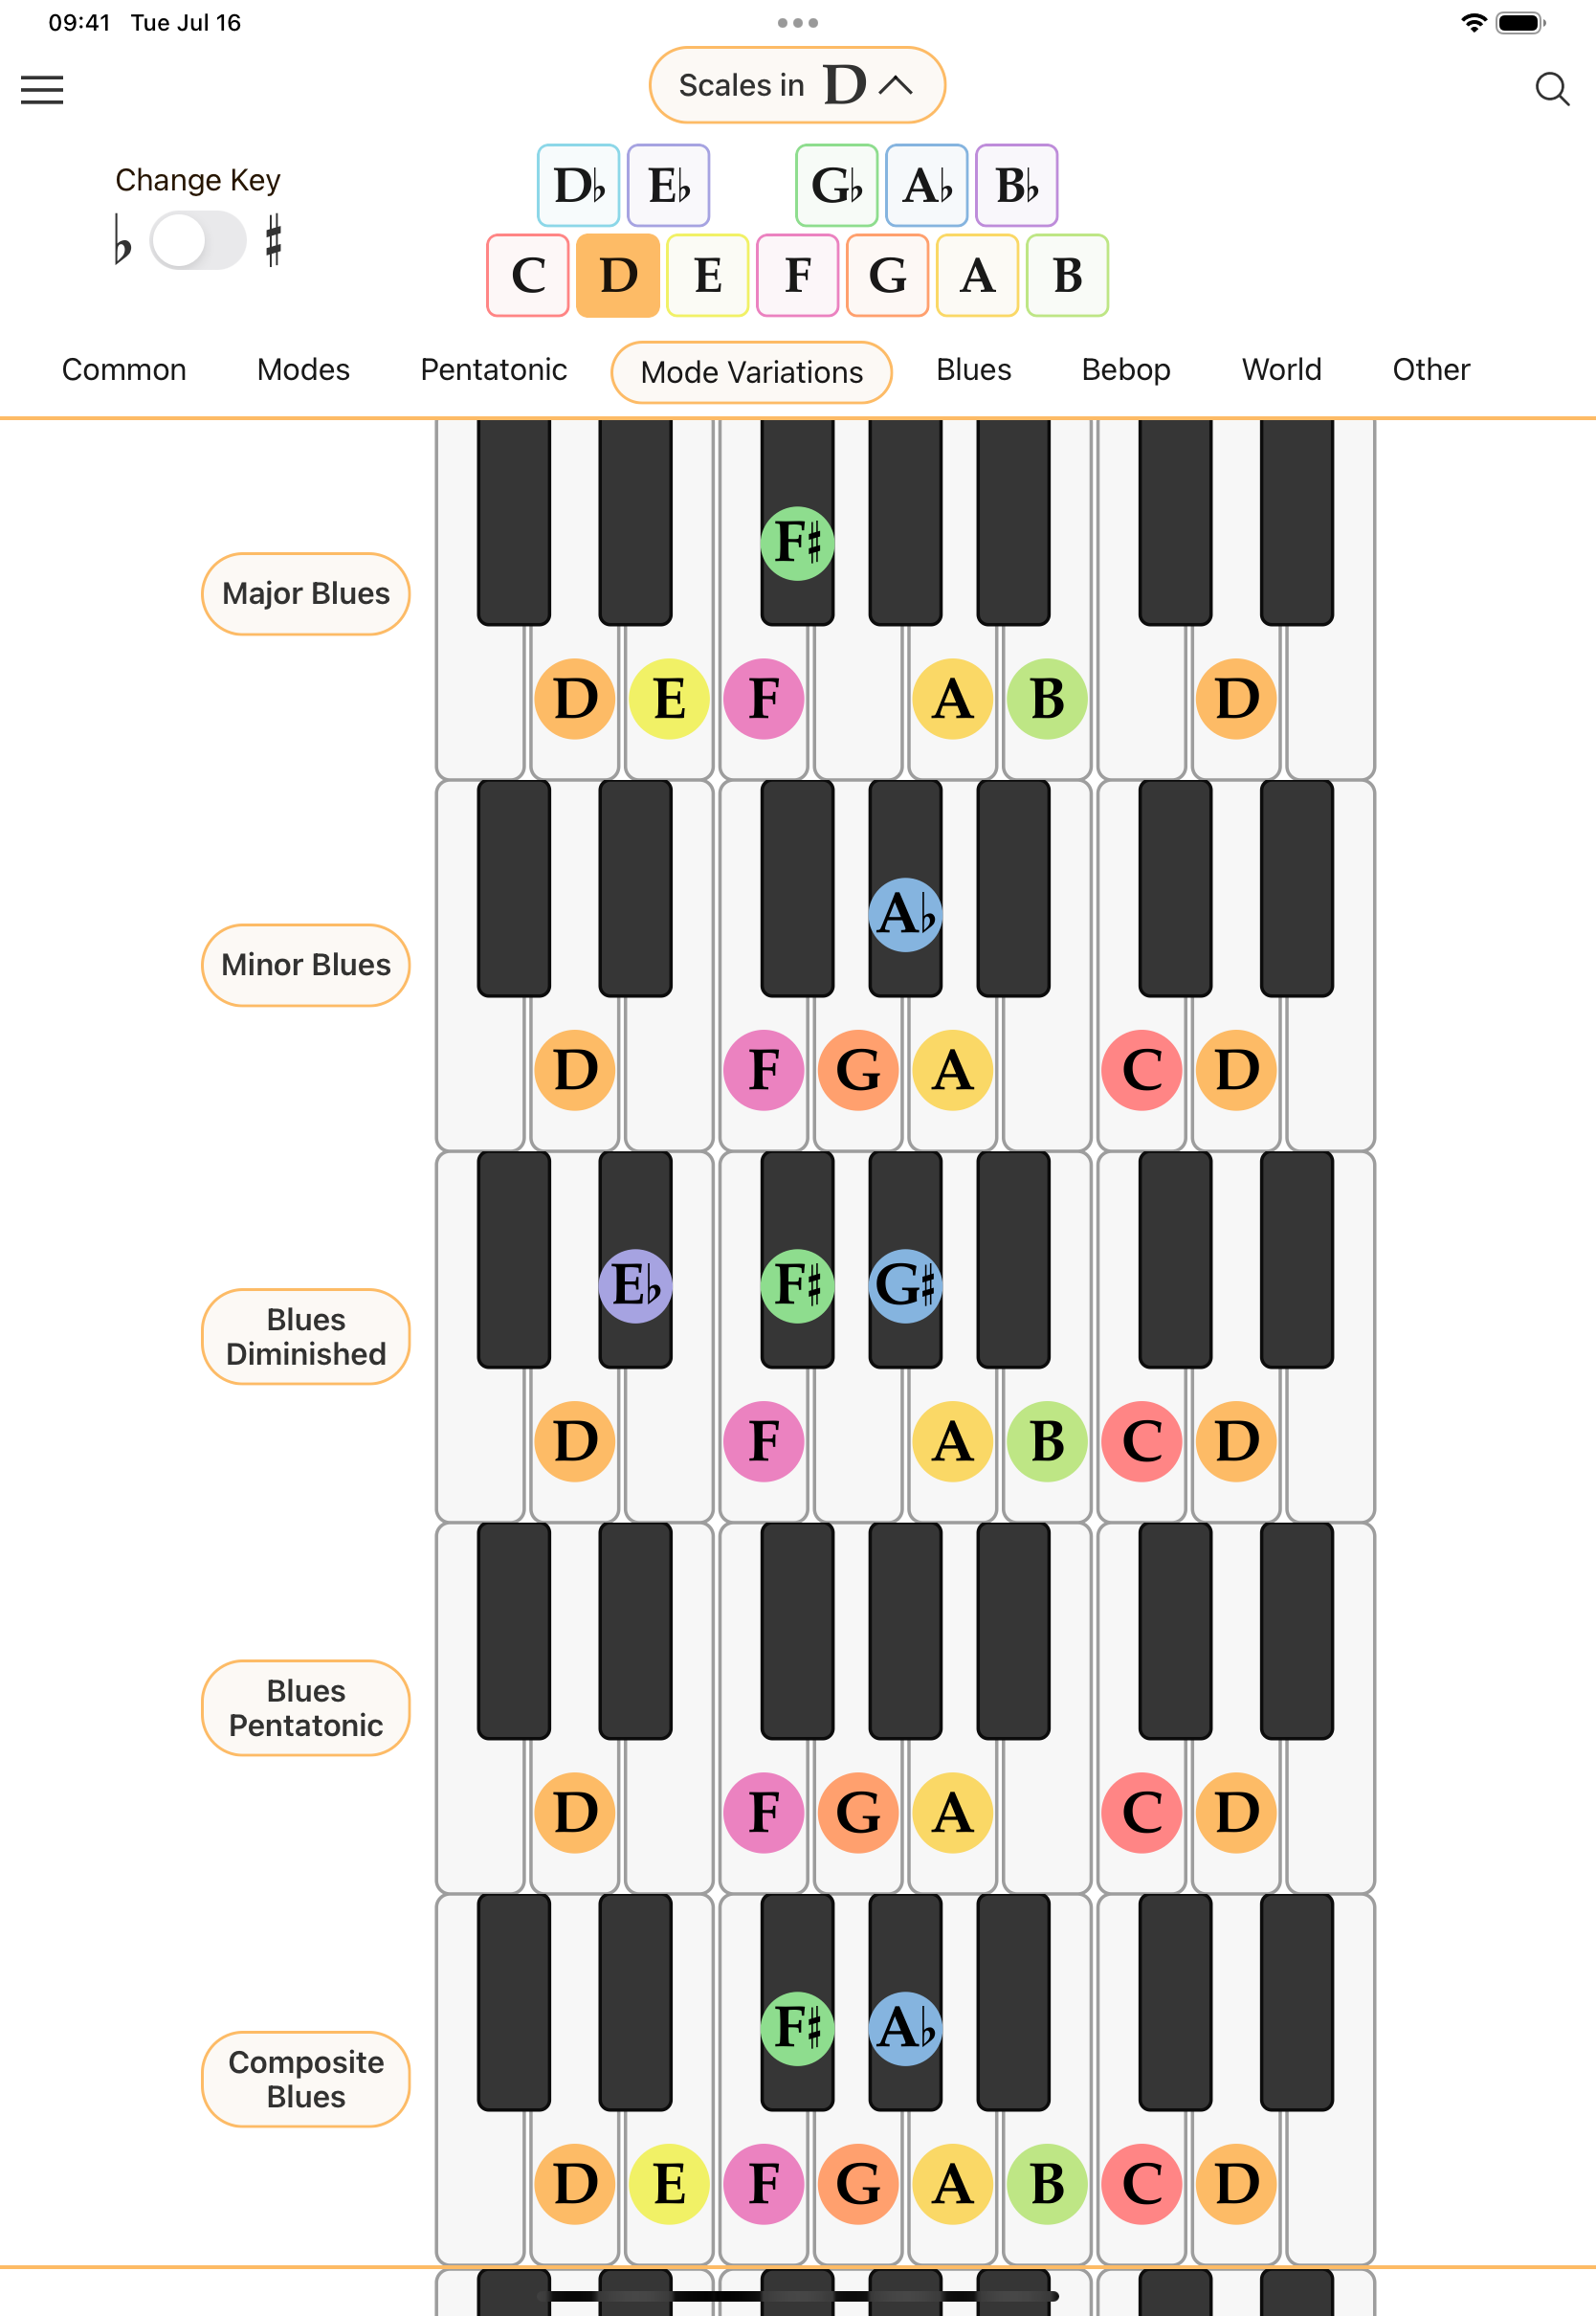 09:41 Tue Jul 16
Scales in D
Change Key
♭ ♯
D♭ E♭ G♭ A♭ B♭
C D E F G A B
Common Modes Pentatonic Mode Variations Blues Bebop World Other
F♯
Major Blues
D E F A B D
A♭
Minor Blues
D F G A C D
E♭ F♯ G♯
Blues
Diminished
D F A B C D
Blues
Pentatonic
D F G A C D
F♯ A♭
Composite
Blues
D E F G A B C D